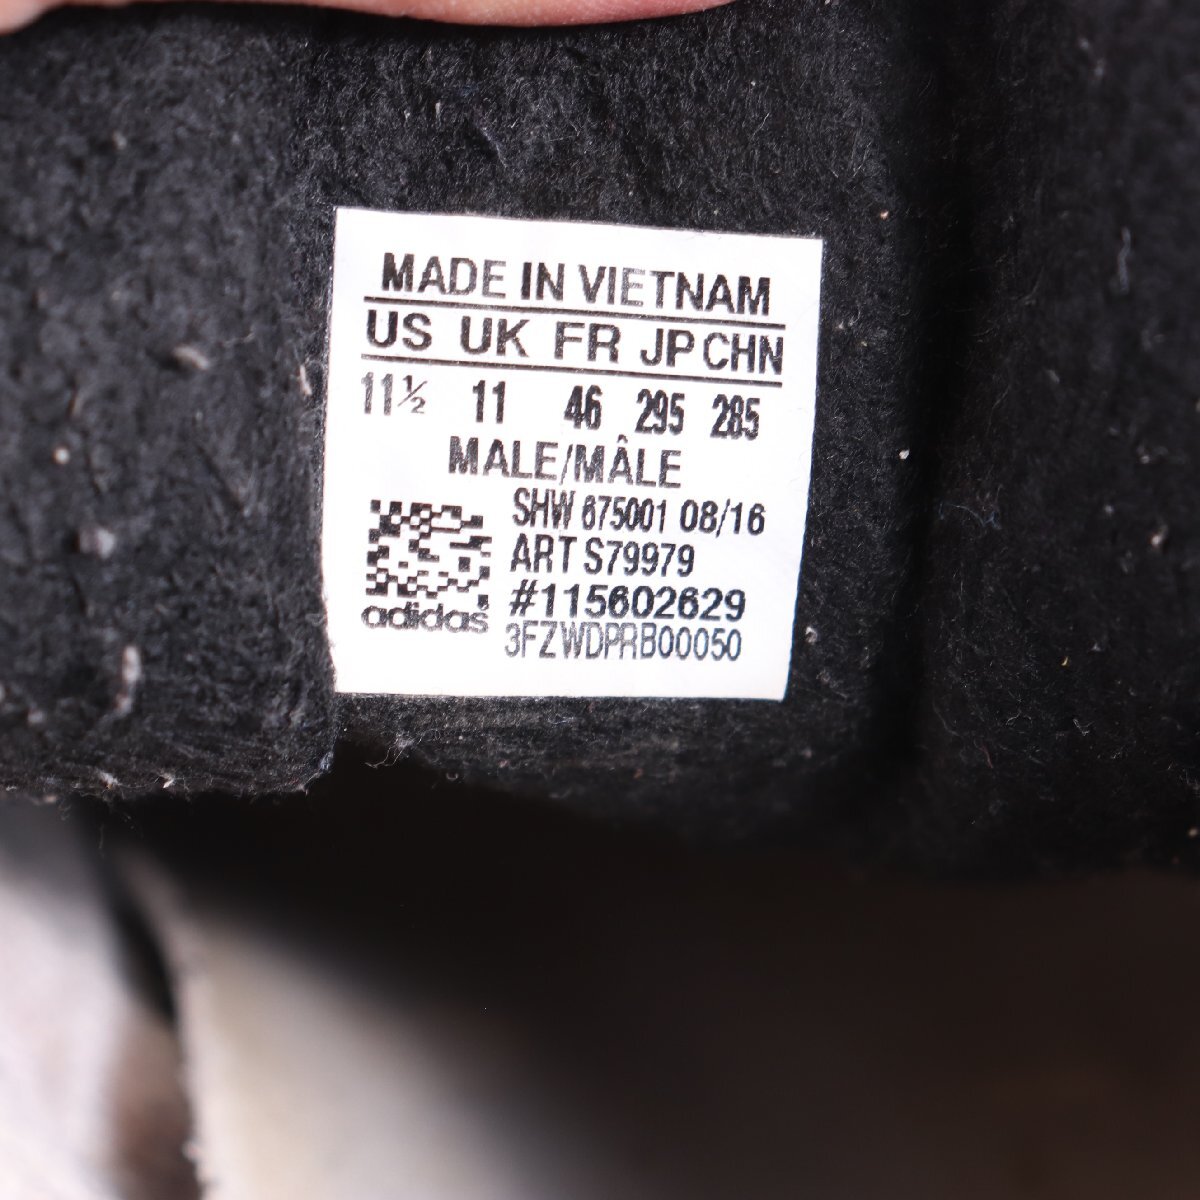 MADE IN VIETNAM
US UK FR JP CHN
11½ 11 46 295 285
MALE/MÂLE
SHW 675001 08/16
ART S79979
#115602629
adidas
3FZWDPRB00050